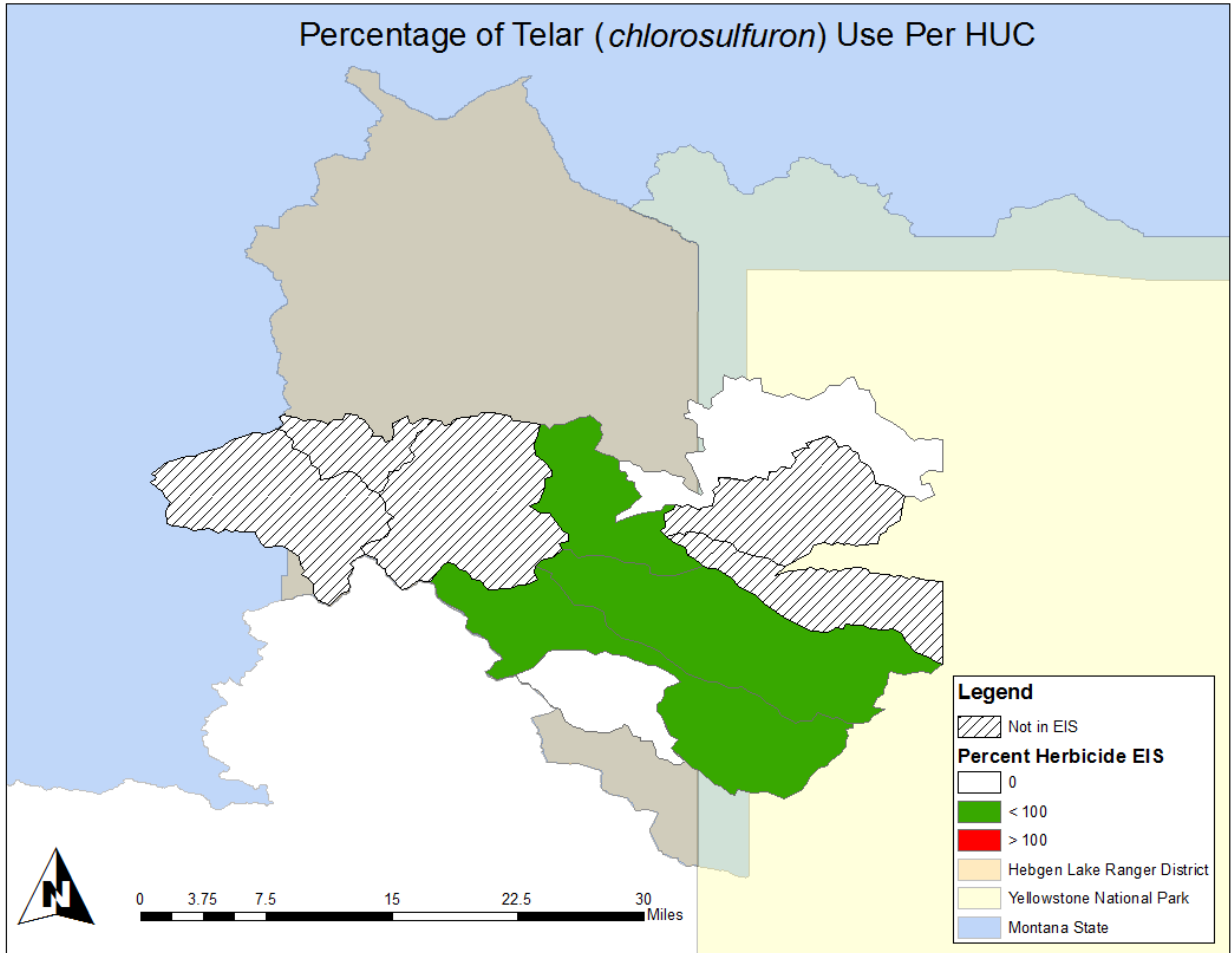 Percentage of Telar (chlorosulfuron) Use Per HUC
Legend
Not in EIS
Percent Herbicide EIS
0
< 100
> 100
Hebgen Lake Ranger District
Yellowstone National Park
Montana State
N
0 3.75 7.5 15 22.5 30
Miles